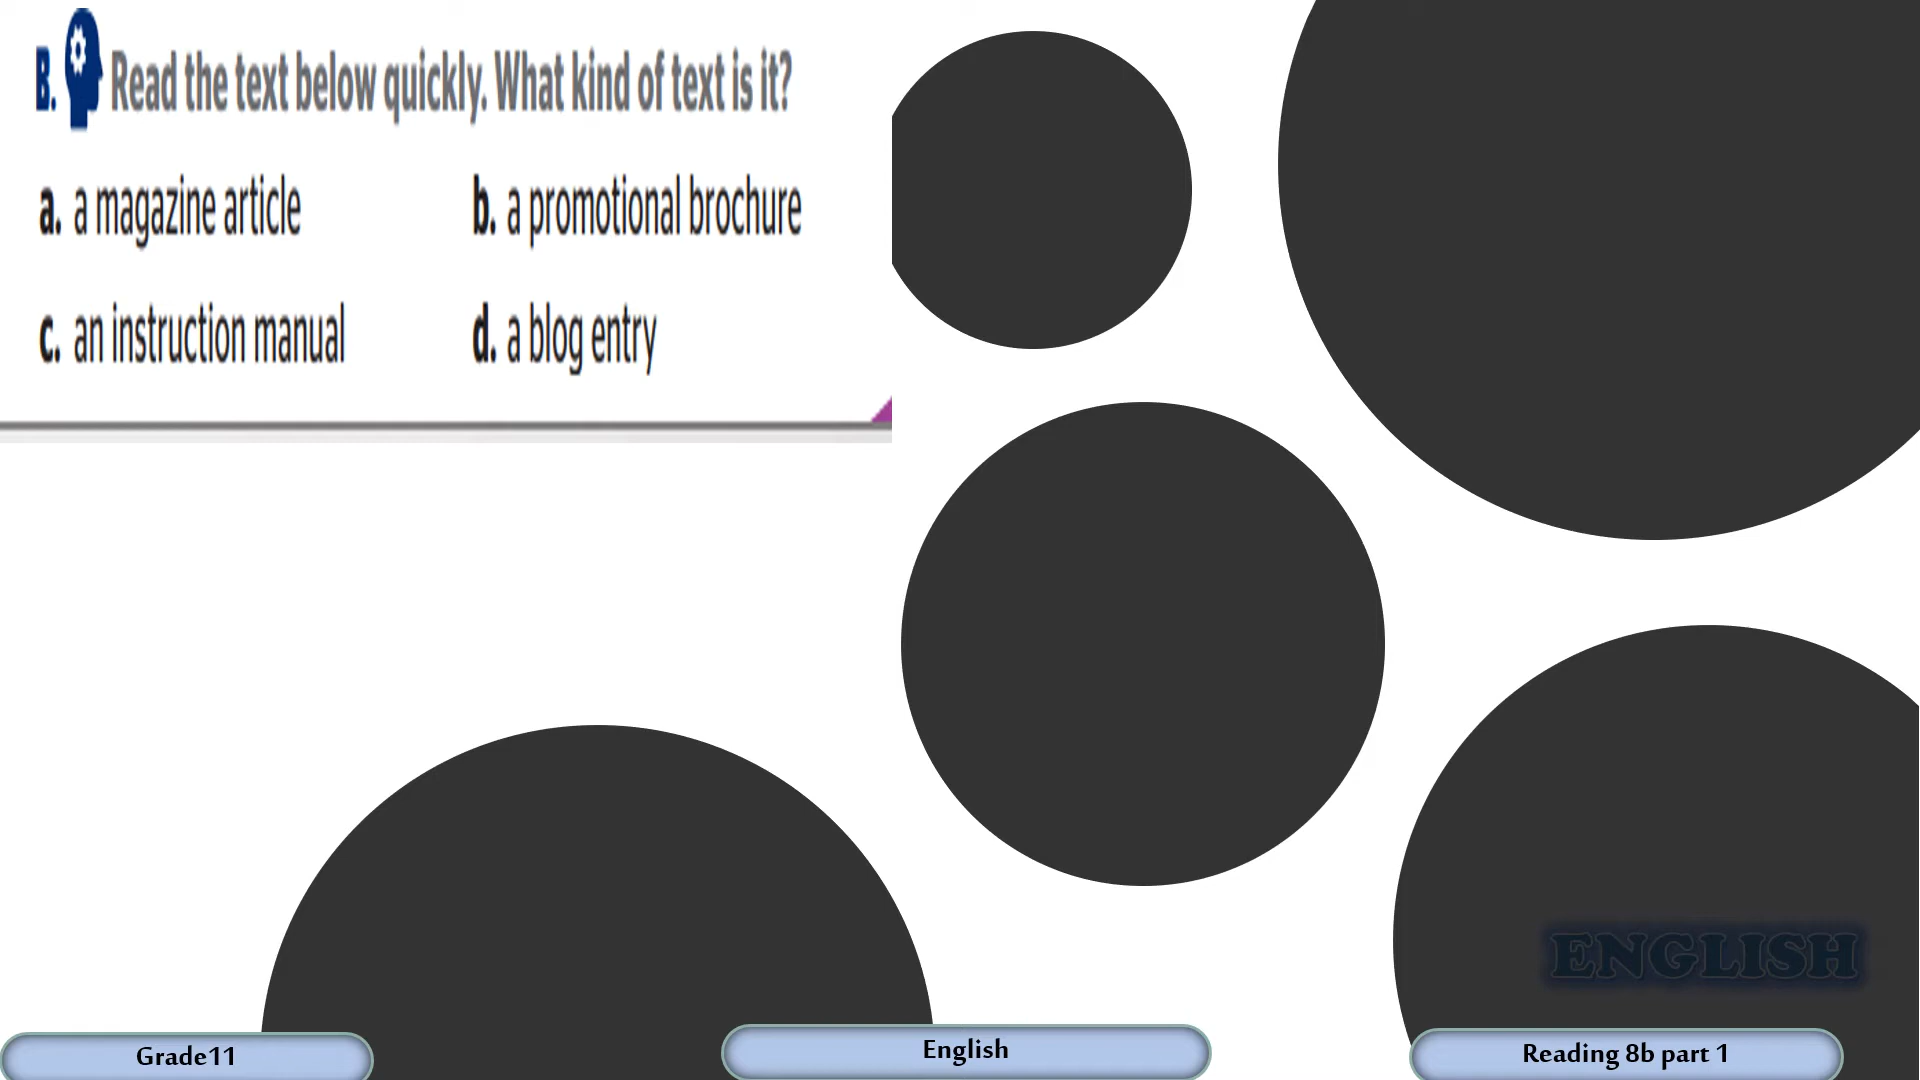 B. Read the text below quickly. What kind of text is it?
a. a magazine article
b. a promotional brochure
c. an instruction manual
d. a blog entry
ENGLISH
Grade11
English
Reading 8b part 1